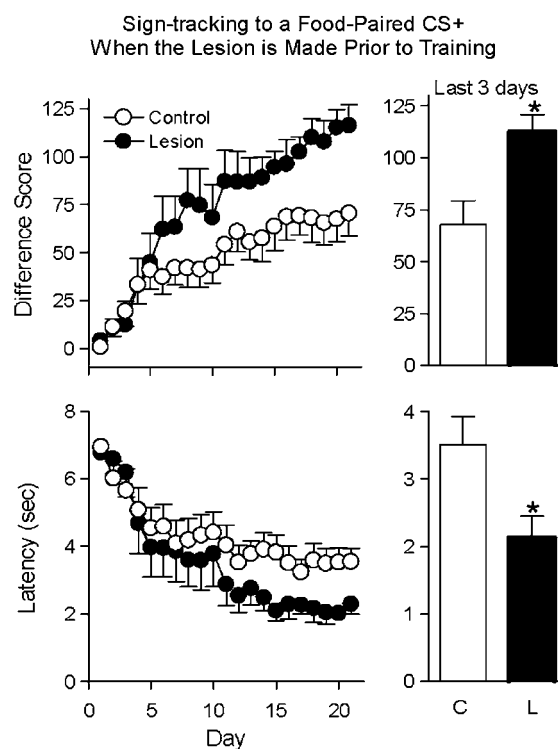 Sign-tracking to a Food-Paired CS+
When the Lesion is Made Prior to Training
Last 3 days
Control
Lesion
Difference Score
125
100
75
50
25
0
125
*
100
75
50
25
0
Latency (sec)
8
6
4
2
0
4
3
*
2
1
0
0 5 10 15 20
Day
C L